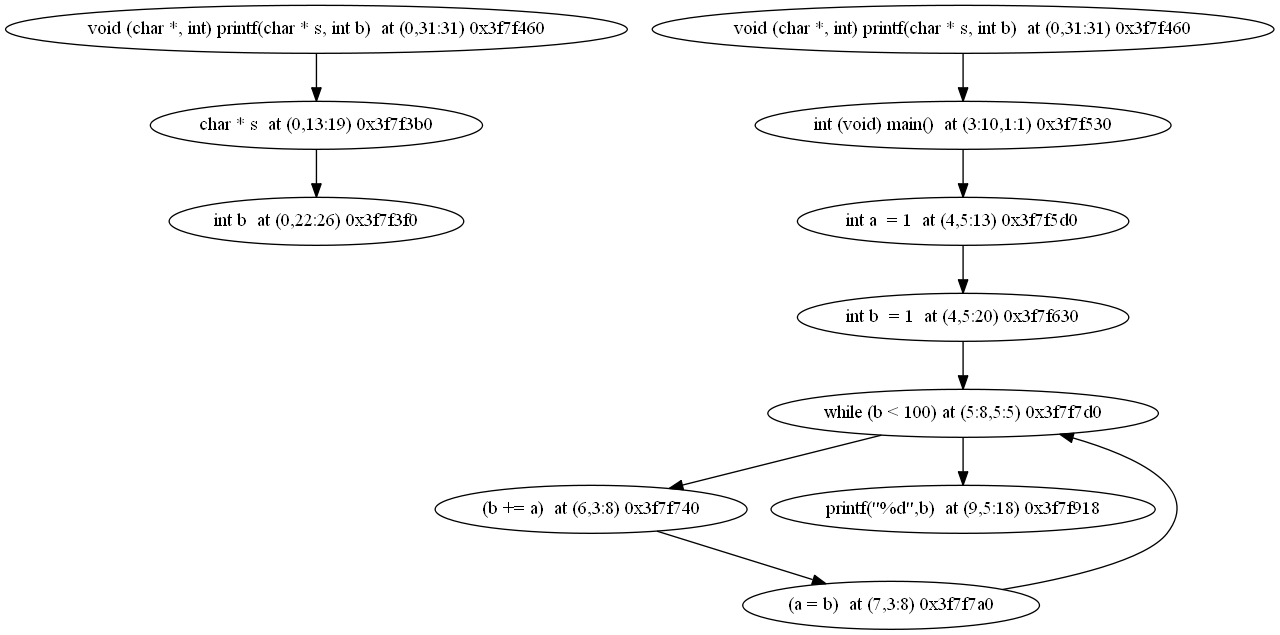 void (char *, int) printf(char * s, int b)  at (0,31:31) 0x3f7f460
void (char *, int) printf(char * s, int b)  at (0,31:31) 0x3f7f460
char * s  at (0,13:19) 0x3f7f3b0
int (void) main()  at (3:10,1:1) 0x3f7f530
int b  at (0,22:26) 0x3f7f3f0
int a  = 1  at (4,5:13) 0x3f7f5d0
int b  = 1  at (4,5:20) 0x3f7f630
while (b < 100) at (5:8,5:5) 0x3f7f7d0
(b += a)  at (6,3:8) 0x3f7f740
printf("%d",b)  at (9,5:18) 0x3f7f918
(a = b)  at (7,3:8) 0x3f7f7a0